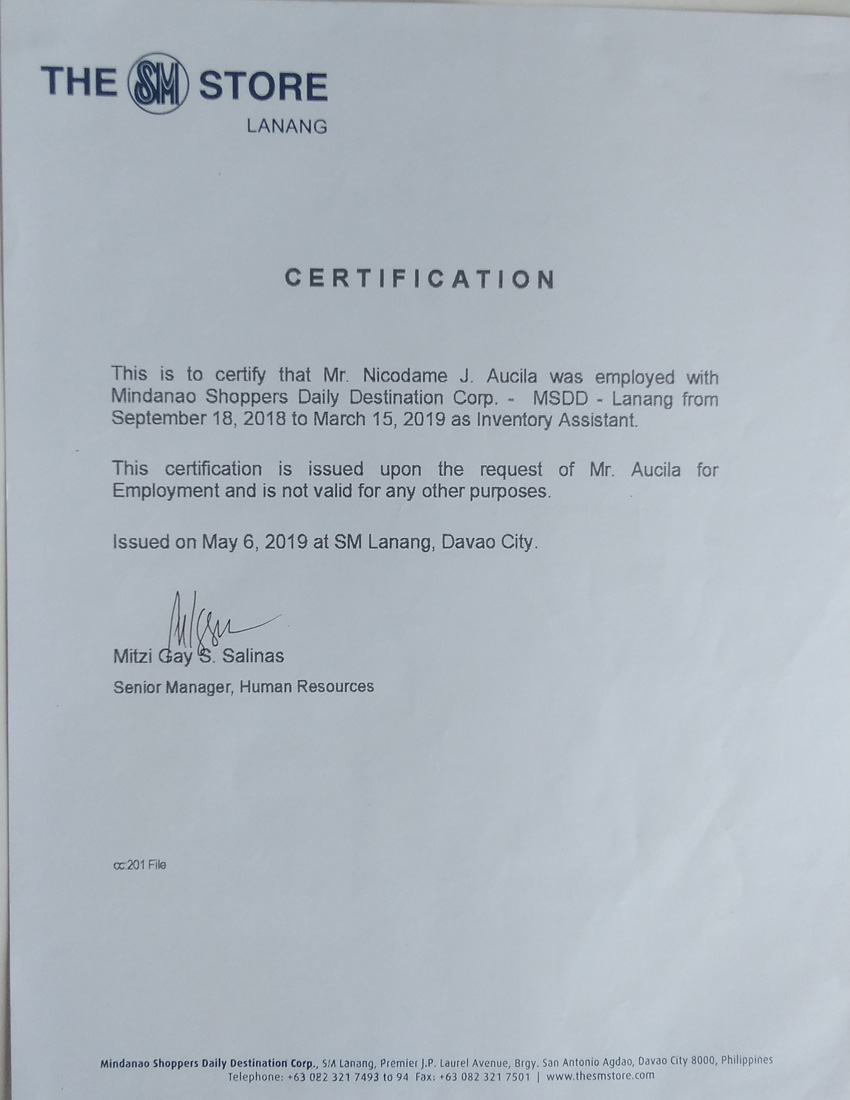 THE SM STORE
LANANG
CERTIFICATION
This is to certify that Mr. Nicodame J. Aucila was employed with
Mindanao Shoppers Daily Destination Corp. - MSDD - Lanang from
September 18, 2018 to March 15, 2019 as Inventory Assistant.
This certification is issued upon the request of Mr. Aucila for
Employment and is not valid for any other purposes.
Issued on May 6, 2019 at SM Lanang, Davao City.
Mitzi Gay S. Salinas
Senior Manager, Human Resources
cc:201 File
Mindanao Shoppers Daily Destination Corp., SM Lanang, Premier J.P. Laurel Avenue, Brgy. San Antonio Agdao, Davao City 8000, Philippines
Telephone: +63 082 321 7493 to 94 Fax: +63 082 321 7501 | www.thesmstore.com